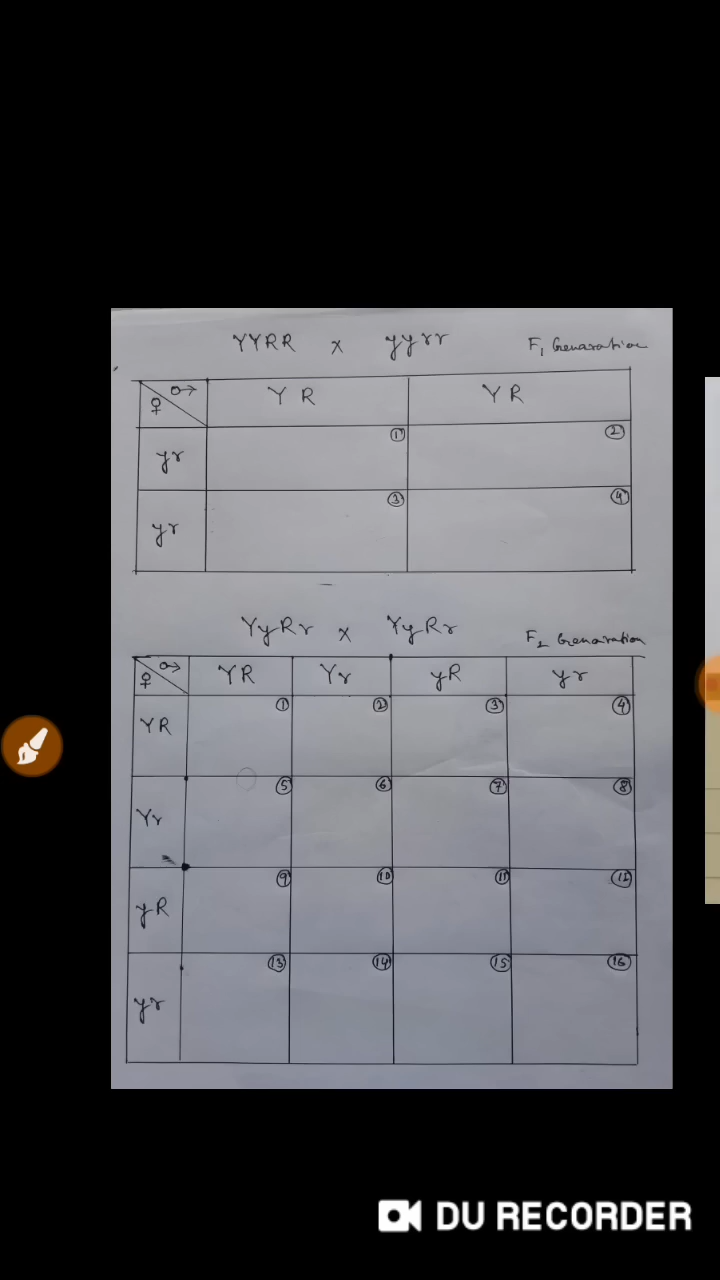 YYRR x yyrr F1 Genaration
♀ ♂ YR YR
yr ① ②
yr ③ ④
YyRr x YyRr F2 Genaration
♀ ♂ YR Yr yR yr
YR ① ② ③ ④
Yr ⑤ ⑥ ⑦ ⑧
yR ⑨ ⑩ ⑪ ⑫
yr ⑬ ⑭ ⑮ ⑯
DU RECORDER